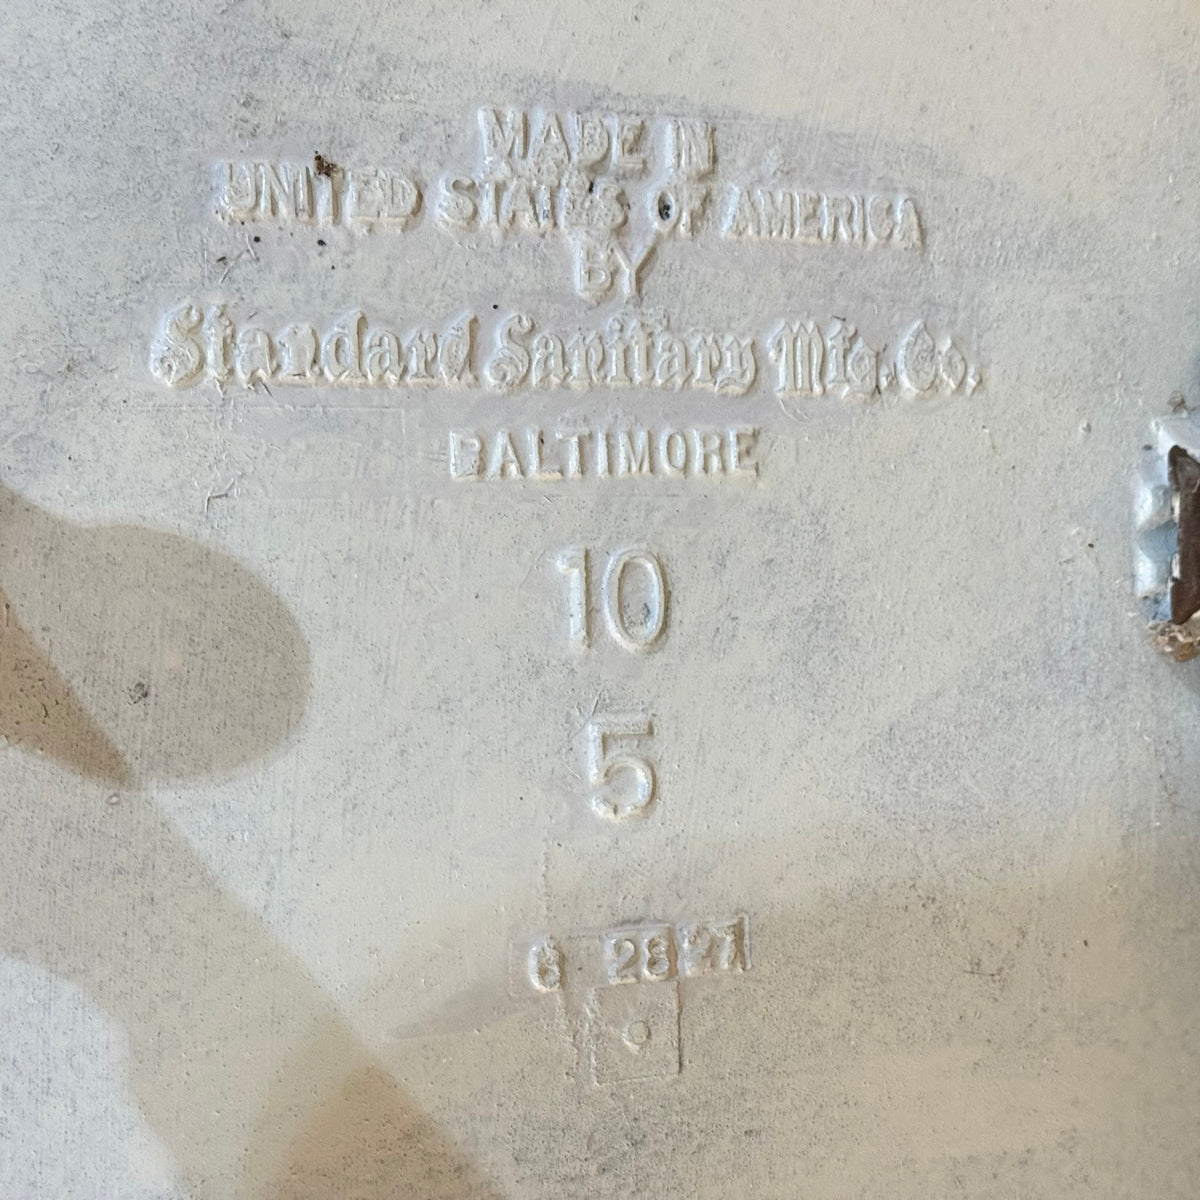 MADE IN
UNITED STATES OF AMERICA
BY
Standard Sanitary Mfg. Co.
BALTIMORE
10
5
6 28 27